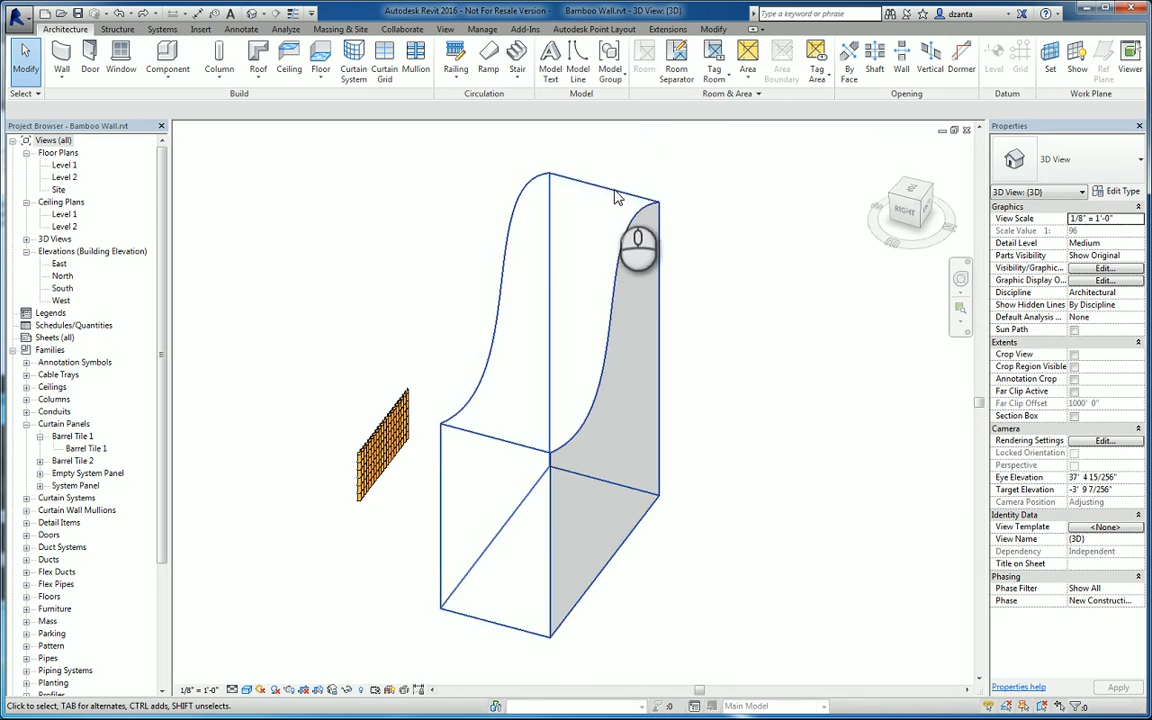 Autodesk Revit 2016 - Not For Resale Version - Bamboo Wall.rvt - 3D View: {3D}
Type a keyword or phrase
dzanta
Architecture Structure Systems Insert Annotate Analyze Massing & Site Collaborate View Manage Add-Ins Autodesk Point Layout Extensions Modify
Modify Wall Door Window Component Column Roof Ceiling Floor Curtain System Curtain Grid Mullion Railing Ramp Stair Model Text Model Line Model Group Room Room Separator Tag Room Area Area Boundary Tag Area By Face Shaft Wall Vertical Dormer Level Grid Set Show Ref Plane Viewer
Select Build Circulation Model Room & Area Opening Datum Work Plane
Project Browser - Bamboo Wall.rvt
Views (all)
Floor Plans
Level 1
Level 2
Site
Ceiling Plans
Level 1
Level 2
3D Views
Elevations (Building Elevation)
East
North
South
West
Legends
Schedules/Quantities
Sheets (all)
Families
Annotation Symbols
Cable Trays
Ceilings
Columns
Conduits
Curtain Panels
Barrel Tile 1
Barrel Tile 1
Barrel Tile 2
Empty System Panel
System Panel
Curtain Systems
Curtain Wall Mullions
Detail Items
Doors
Duct Systems
Ducts
Flex Ducts
Flex Pipes
Floors
Furniture
Mass
Parking
Pattern
Pipes
Piping Systems
Planting
Profiles
RIGHT
Properties
3D View
3D View: {3D} Edit Type
Graphics
View Scale 1/8" = 1'-0"
Scale Value 1: 96
Detail Level Medium
Parts Visibility Show Original
Visibility/Graphic... Edit...
Graphic Display O... Edit...
Discipline Architectural
Show Hidden Lines By Discipline
Default Analysis ... None
Sun Path
Extents
Crop View
Crop Region Visible
Annotation Crop
Far Clip Active
Far Clip Offset 1000' 0"
Section Box
Camera
Rendering Settings Edit...
Locked Orientation
Perspective
Eye Elevation 37' 4 15/256"
Target Elevation -3' 9 7/256"
Camera Position Adjusting
Identity Data
View Template <None>
View Name {3D}
Dependency Independent
Title on Sheet
Phasing
Phase Filter Show All
Phase New Constructi...
Properties help Apply
1/8" = 1'-0"
Click to select, TAB for alternates, CTRL adds, SHIFT unselects.
:0 Main Model :0